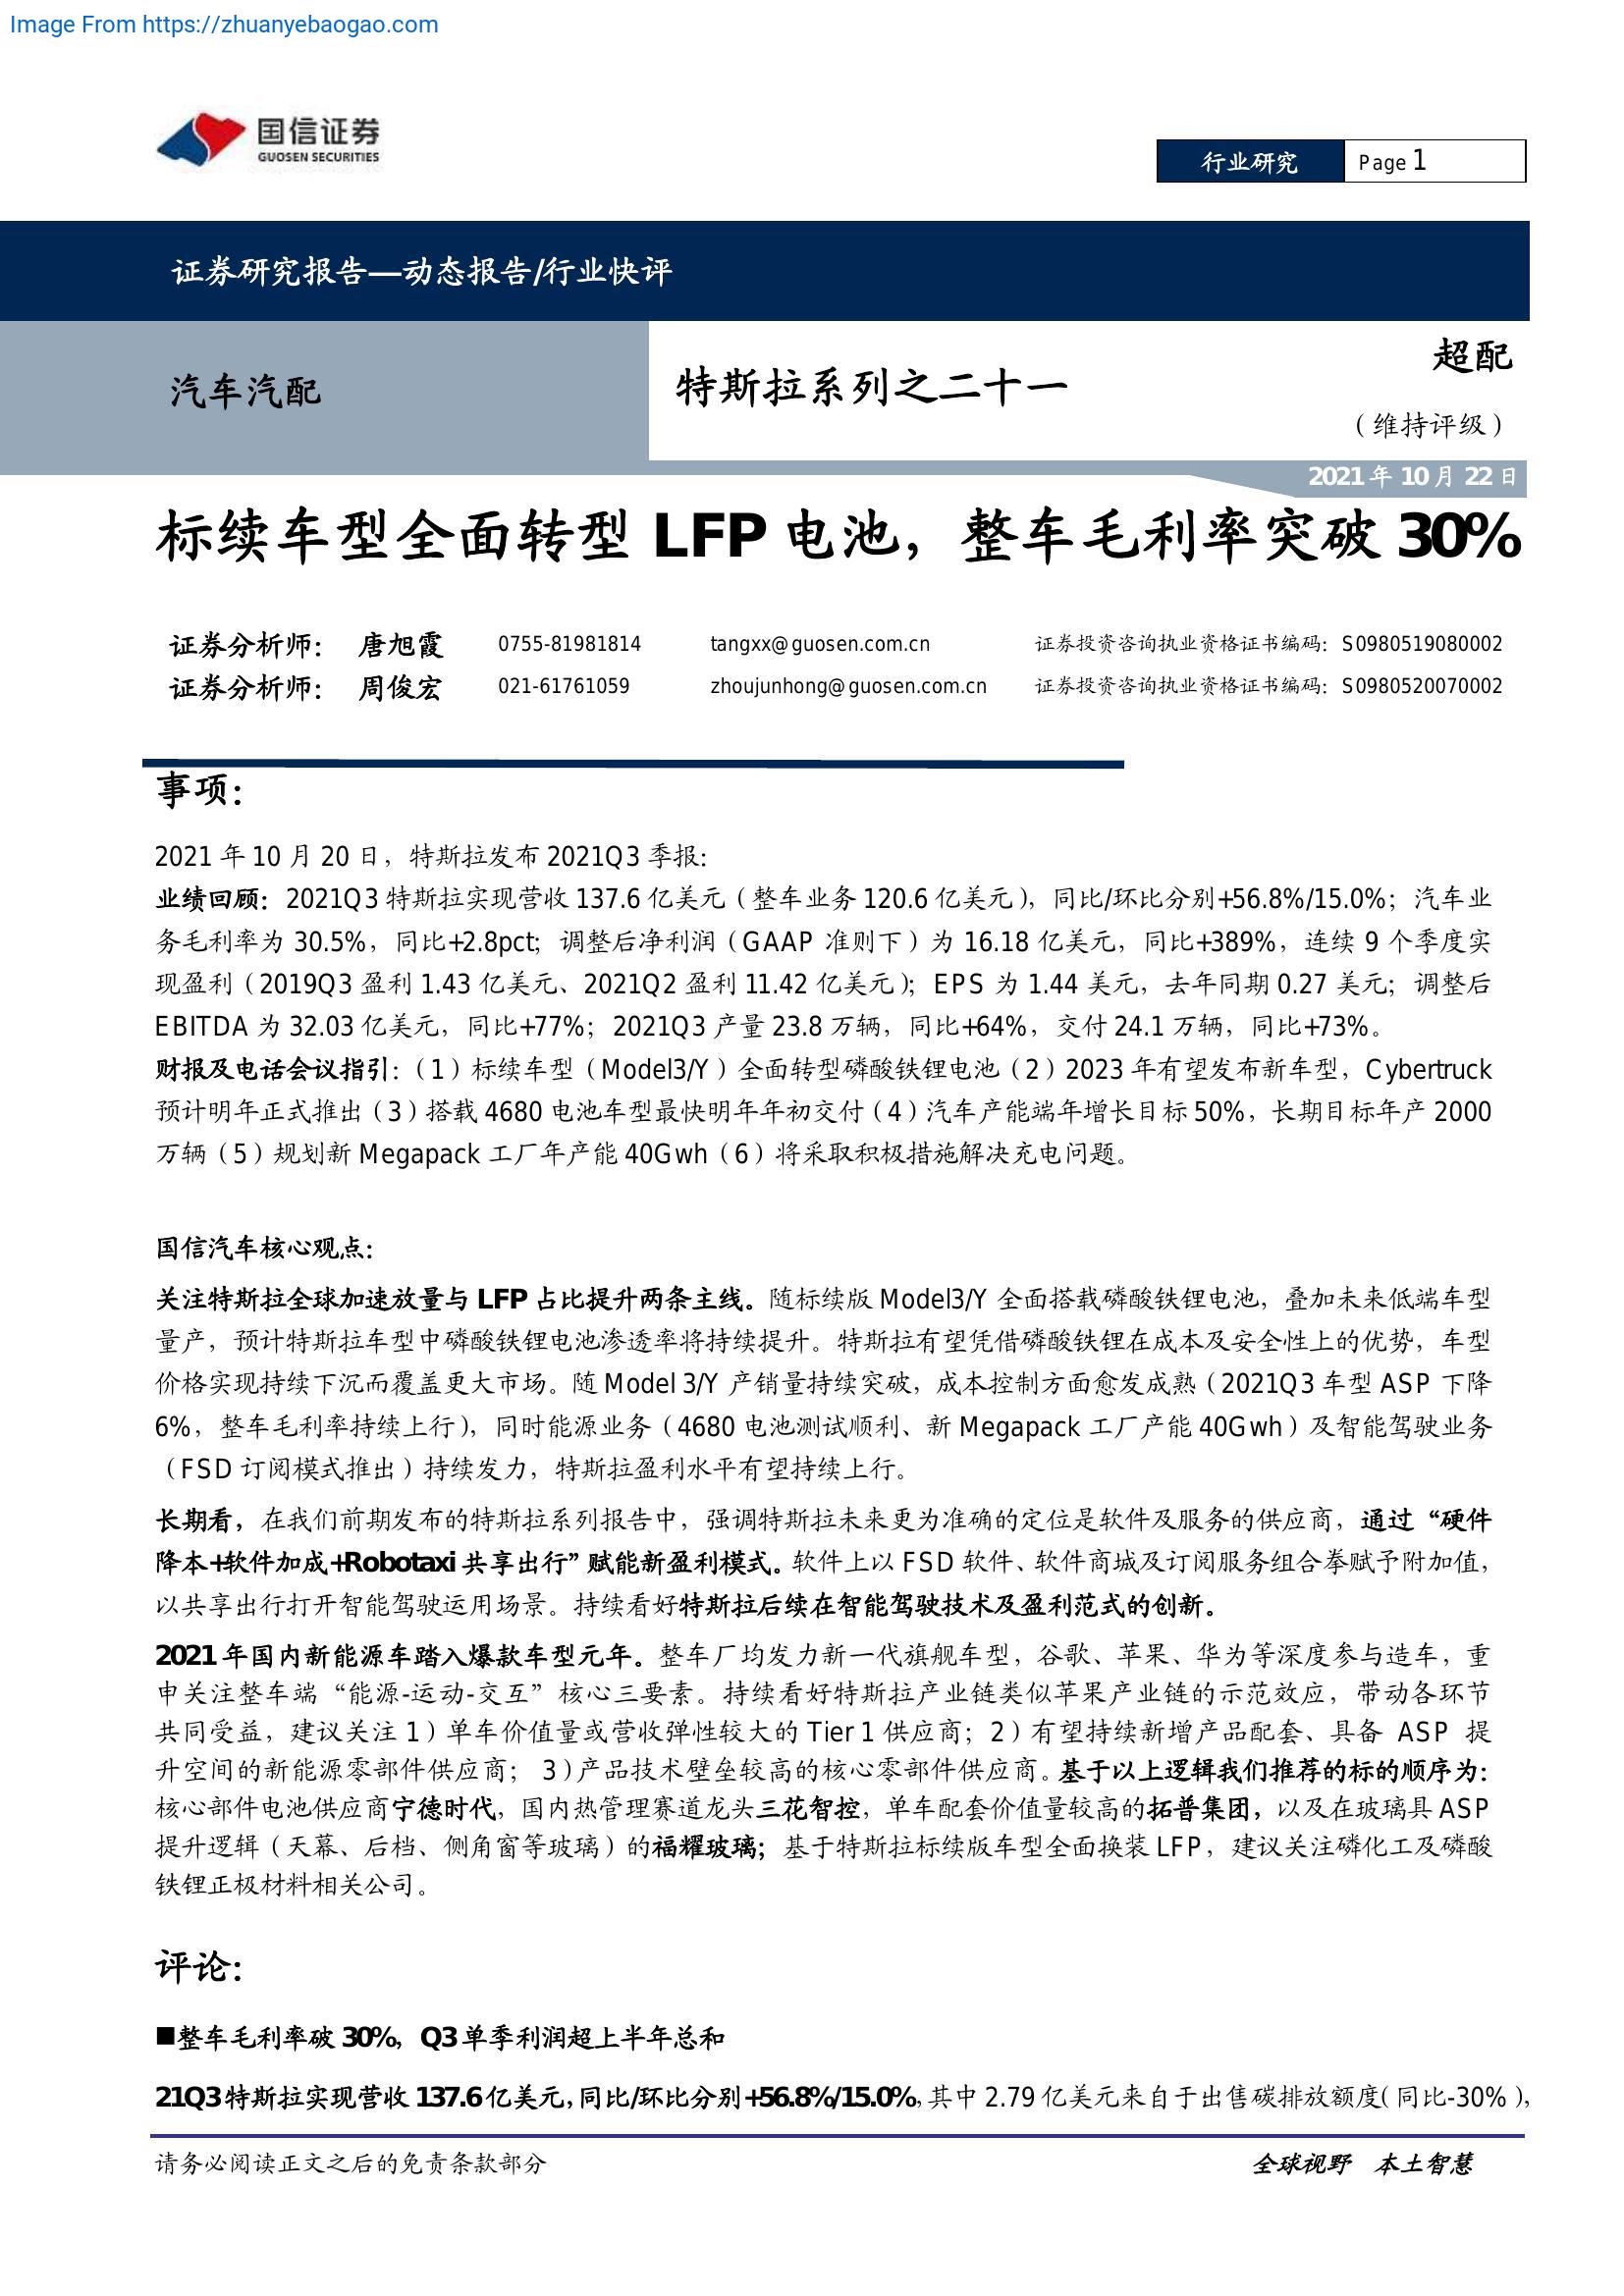 Image From https://zhuanyebaogao.com
国信证券
GUOSEN SECURITIES
行业研究 Page 1
证券研究报告—动态报告/行业快评
汽车汽配 特斯拉系列之二十一 超配
（维持评级）
2021 年 10 月 22 日
标续车型全面转型 LFP 电池，整车毛利率突破 30%
证券分析师： 唐旭霞 0755-81981814 tangxx@guosen.com.cn 证券投资咨询执业资格证书编码：S0980519080002
证券分析师： 周俊宏 021-61761059 zhoujunhong@guosen.com.cn 证券投资咨询执业资格证书编码：S0980520070002
事项：
2021 年 10 月 20 日，特斯拉发布 2021Q3 季报：
业绩回顾：2021Q3 特斯拉实现营收 137.6 亿美元（整车业务 120.6 亿美元），同比/环比分别+56.8%/15.0%；汽车业
务毛利率为 30.5%，同比+2.8pct；调整后净利润（GAAP 准则下）为 16.18 亿美元，同比+389%，连续 9 个季度实
现盈利（2019Q3 盈利 1.43 亿美元、2021Q2 盈利 11.42 亿美元）；EPS 为 1.44 美元，去年同期 0.27 美元；调整后
EBITDA 为 32.03 亿美元，同比+77%；2021Q3 产量 23.8 万辆，同比+64%，交付 24.1 万辆，同比+73%。
财报及电话会议指引：（1）标续车型（Model3/Y）全面转型磷酸铁锂电池（2）2023 年有望发布新车型，Cybertruck
预计明年正式推出（3）搭载 4680 电池车型最快明年年初交付（4）汽车产能端年增长目标 50%，长期目标年产 2000
万辆（5）规划新 Megapack 工厂年产能 40Gwh（6）将采取积极措施解决充电问题。
国信汽车核心观点：
关注特斯拉全球加速放量与 LFP 占比提升两条主线。随标续版 Model3/Y 全面搭载磷酸铁锂电池，叠加未来低端车型
量产，预计特斯拉车型中磷酸铁锂电池渗透率将持续提升。特斯拉有望凭借磷酸铁锂在成本及安全性上的优势，车型
价格实现持续下沉而覆盖更大市场。随 Model 3/Y 产销量持续突破，成本控制方面愈发成熟（2021Q3 车型 ASP 下降
6%，整车毛利率持续上行），同时能源业务（4680 电池测试顺利、新 Megapack 工厂产能 40Gwh）及智能驾驶业务
（FSD 订阅模式推出）持续发力，特斯拉盈利水平有望持续上行。
长期看，在我们前期发布的特斯拉系列报告中，强调特斯拉未来更为准确的定位是软件及服务的供应商，通过“硬件
降本+软件加成+Robotaxi 共享出行”赋能新盈利模式。软件上以 FSD 软件、软件商城及订阅服务组合拳赋予附加值，
以共享出行打开智能驾驶运用场景。持续看好特斯拉后续在智能驾驶技术及盈利范式的创新。
2021 年国内新能源车踏入爆款车型元年。整车厂均发力新一代旗舰车型，谷歌、苹果、华为等深度参与造车，重
申关注整车端“能源-运动-交互”核心三要素。持续看好特斯拉产业链类似苹果产业链的示范效应，带动各环节
共同受益，建议关注 1）单车价值量或营收弹性较大的 Tier 1 供应商；2）有望持续新增产品配套、具备 ASP 提
升空间的新能源零部件供应商； 3）产品技术壁垒较高的核心零部件供应商。基于以上逻辑我们推荐的标的顺序为：
核心部件电池供应商宁德时代，国内热管理赛道龙头三花智控，单车配套价值量较高的拓普集团，以及在玻璃具 ASP
提升逻辑（天幕、后档、侧角窗等玻璃）的福耀玻璃；基于特斯拉标续版车型全面换装 LFP，建议关注磷化工及磷酸
铁锂正极材料相关公司。
评论：
■整车毛利率破 30%，Q3 单季利润超上半年总和
21Q3 特斯拉实现营收 137.6 亿美元，同比/环比分别+56.8%/15.0%，其中 2.79 亿美元来自于出售碳排放额度（同比-30%），
请务必阅读正文之后的免责条款部分 全球视野 本土智慧